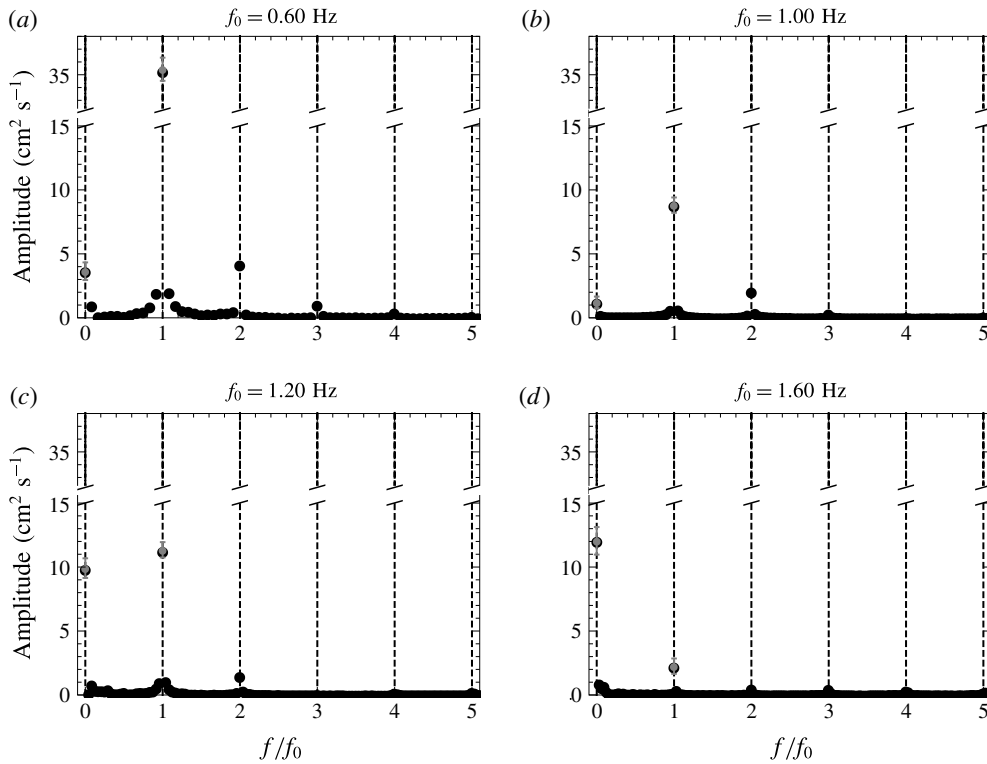 (a) f₀ = 0.60 Hz
(b) f₀ = 1.00 Hz
Amplitude (cm² s⁻¹)
35
15
10
5
0
0 1 2 3 4 5
35
15
10
5
0
0 1 2 3 4 5
(c) f₀ = 1.20 Hz
(d) f₀ = 1.60 Hz
Amplitude (cm² s⁻¹)
35
15
10
5
0
0 1 2 3 4 5
f/f₀
35
15
10
5
0
0 1 2 3 4 5
f/f₀